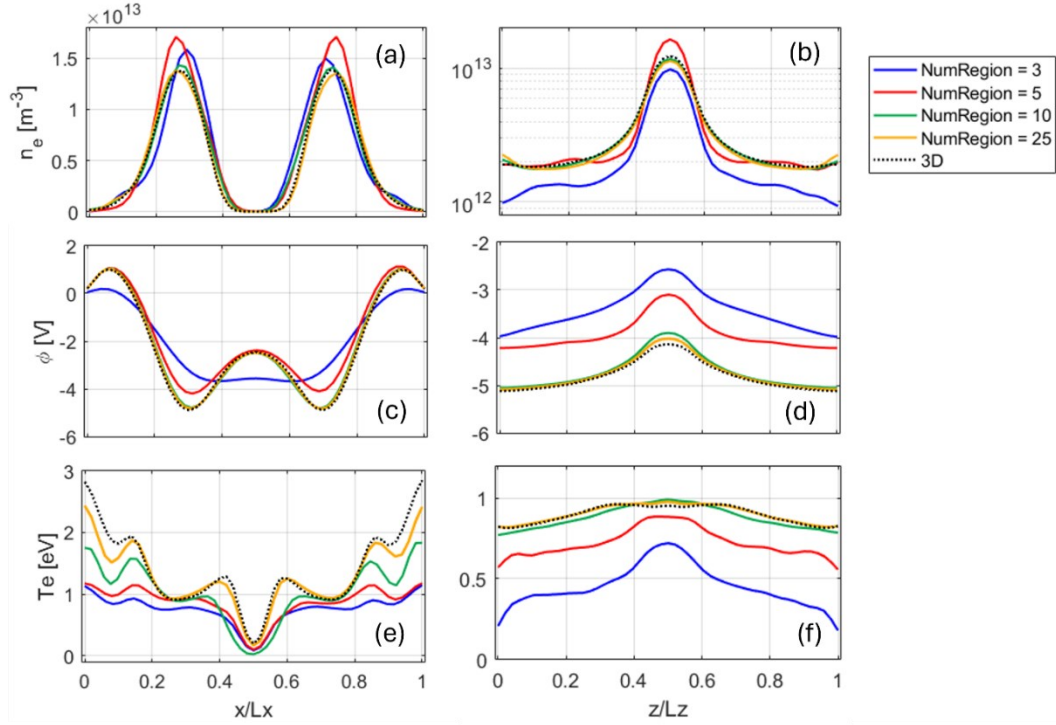 ×10^13
(a)
1.5
1
0.5
0
n_e [m^-3]
(b)
10^13
10^12
NumRegion = 3
NumRegion = 5
NumRegion = 10
NumRegion = 25
3D
2
0
-2
-4
-6
ϕ [V]
(c)
-2
-3
-4
-5
-6
(d)
3
2
1
0
Te [eV]
(e)
0 0.2 0.4 0.6 0.8 1
x/Lx
1
0.5
0
(f)
0 0.2 0.4 0.6 0.8 1
z/Lz